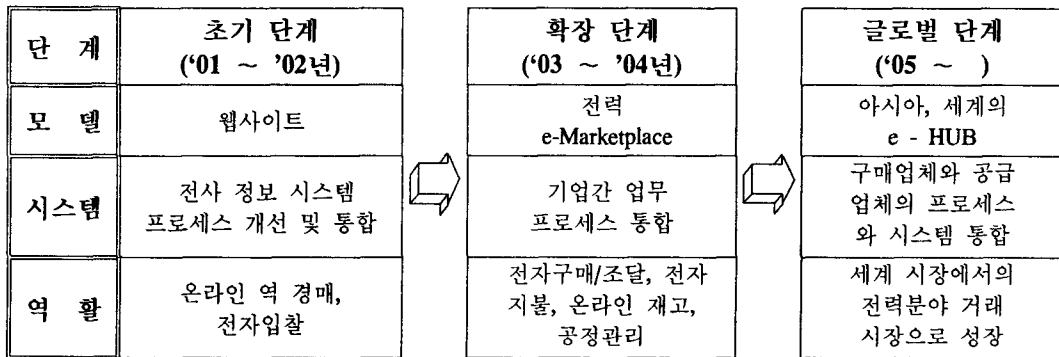 단 계
초기 단계
(‘01 ~ ‘02년)
확장 단계
(‘03 ~ ‘04년)
글로벌 단계
(‘05 ~ )
모 델
웹사이트
전력
e-Marketplace
아시아, 세계의
e - HUB
시스템
전사 정보 시스템
프로세스 개선 및 통합
기업간 업무
프로세스 통합
구매업체와 공급
업체의 프로세스
와 시스템 통합
역 활
온라인 역 경매,
전자입찰
전자구매/조달, 전자
지불, 온라인 재고,
공정관리
세계 시장에서의
전력분야 거래
시장으로 성장